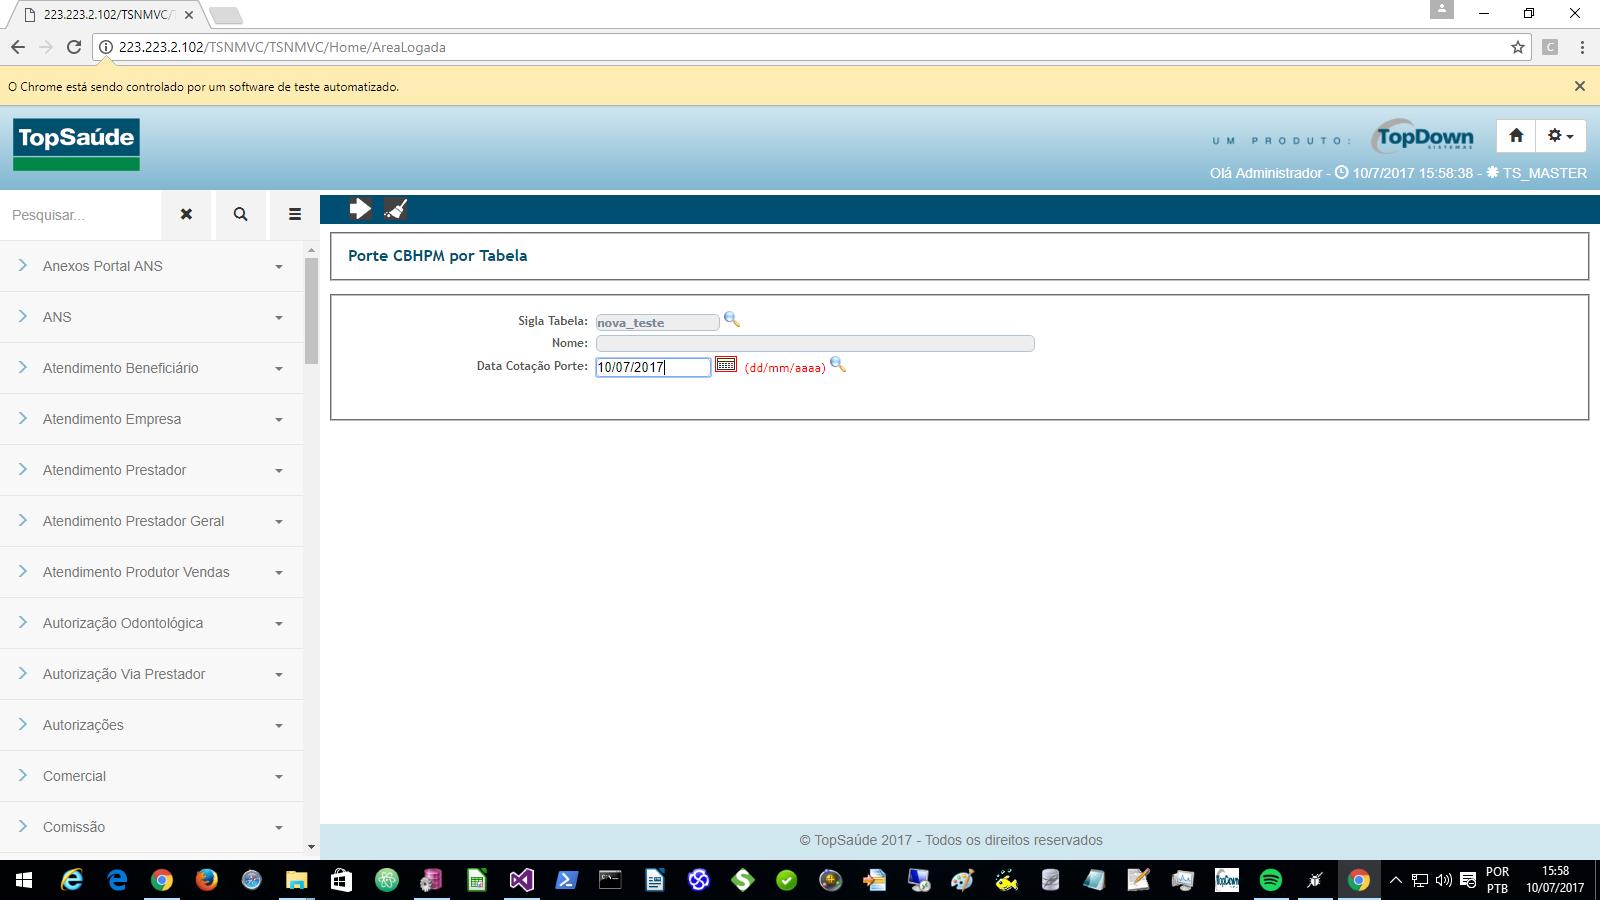 223.223.2.102/TSNMVC/
223.223.2.102/TSNMVC/TSNMVC/Home/AreaLogada
C
O Chrome está sendo controlado por um software de teste automatizado.
TopSaúde
UM PRODUTO:
TopDown
SISTEMAS
Olá Administrador - 10/7/2017 15:58:38 - TS_MASTER
Pesquisar...
Porte CBHPM por Tabela
Sigla Tabela: nova_teste
Nome:
Data Cotação Porte: 10/07/2017 (dd/mm/aaaa)
Anexos Portal ANS
ANS
Atendimento Beneficiário
Atendimento Empresa
Atendimento Prestador
Atendimento Prestador Geral
Atendimento Produtor Vendas
Autorização Odontológica
Autorização Via Prestador
Autorizações
Comercial
Comissão
© TopSaúde 2017 - Todos os direitos reservados
TopDown
POR
PTB
15:58
10/07/2017